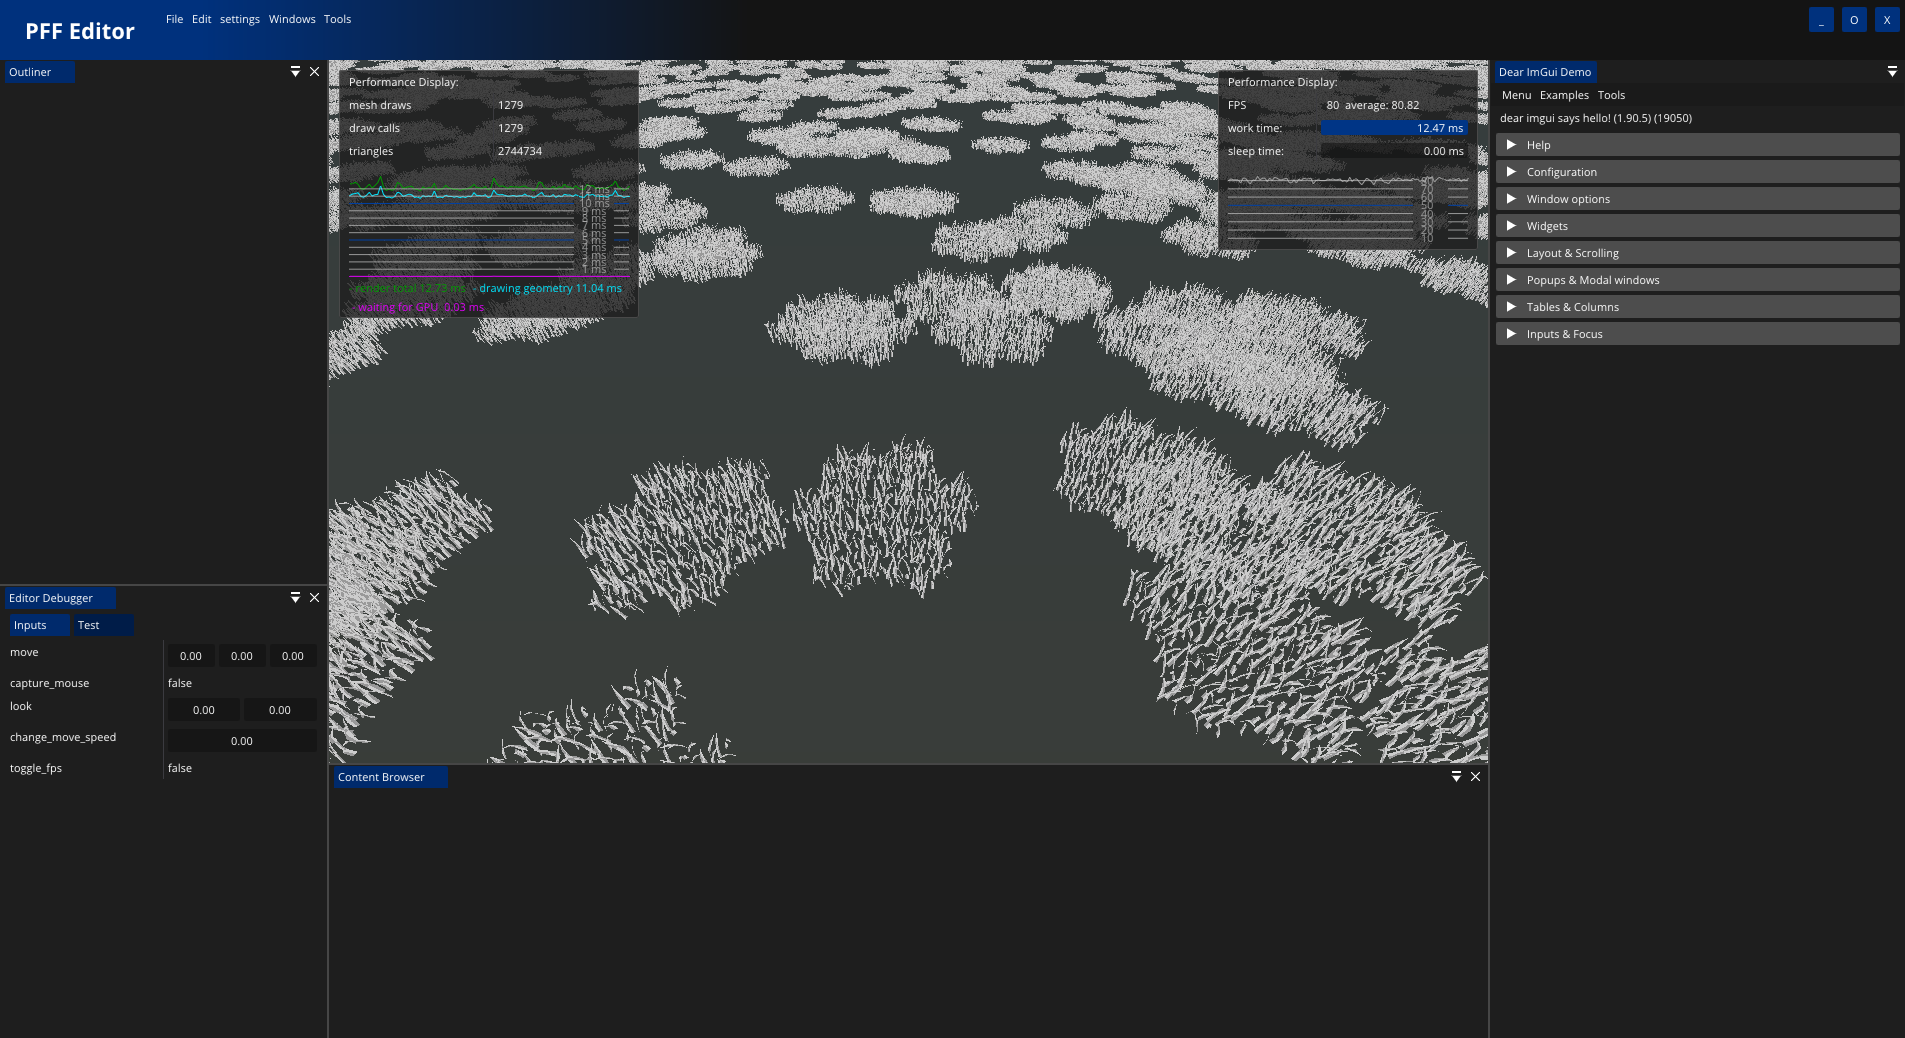 PFF Editor
File Edit settings Windows Tools
_ O X
Outliner
Performance Display:
mesh draws 1279
draw calls 1279
triangles 2744734
12 ms
10 ms
9 ms
7 ms
6 ms
5 ms
4 ms
3 ms
2 ms
1 ms
- render total 12.73 ms - drawing geometry 11.04 ms
- waiting for GPU 0.03 ms
Performance Display:
FPS 80 average: 80.82
work time: 12.47 ms
sleep time: 0.00 ms
60
50
40
30
20
10
Dear ImGui Demo
Menu Examples Tools
dear imgui says hello! (1.90.5) (19050)
Help
Configuration
Window options
Widgets
Layout & Scrolling
Popups & Modal windows
Tables & Columns
Inputs & Focus
Editor Debugger
Inputs Test
move 0.00 0.00 0.00
capture_mouse false
look 0.00 0.00
change_move_speed 0.00
toggle_fps false
Content Browser